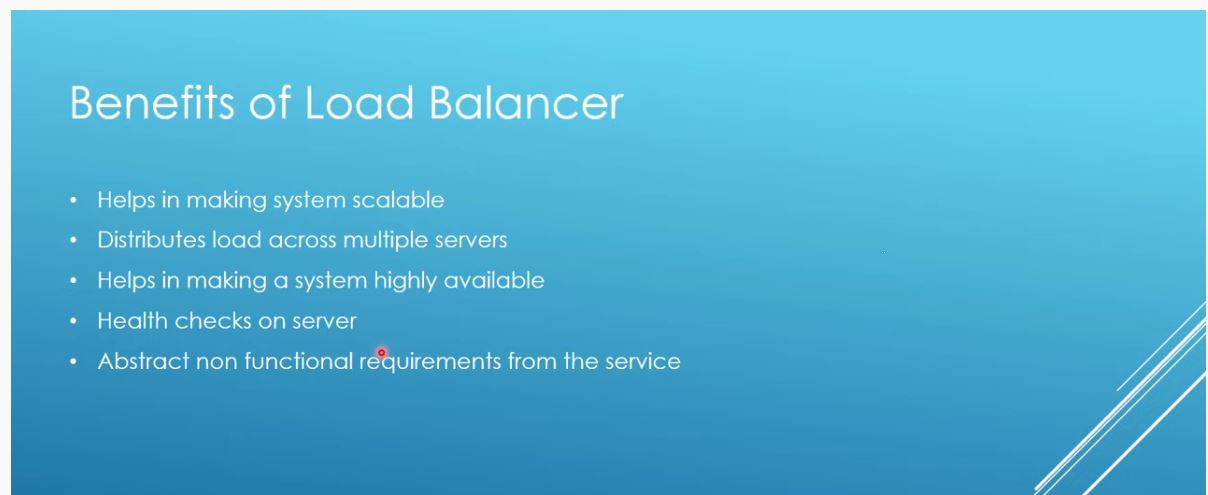 Benefits of Load Balancer
• Helps in making system scalable
• Distributes load across multiple servers
• Helps in making a system highly available
• Health checks on server
• Abstract non functional requirements from the service